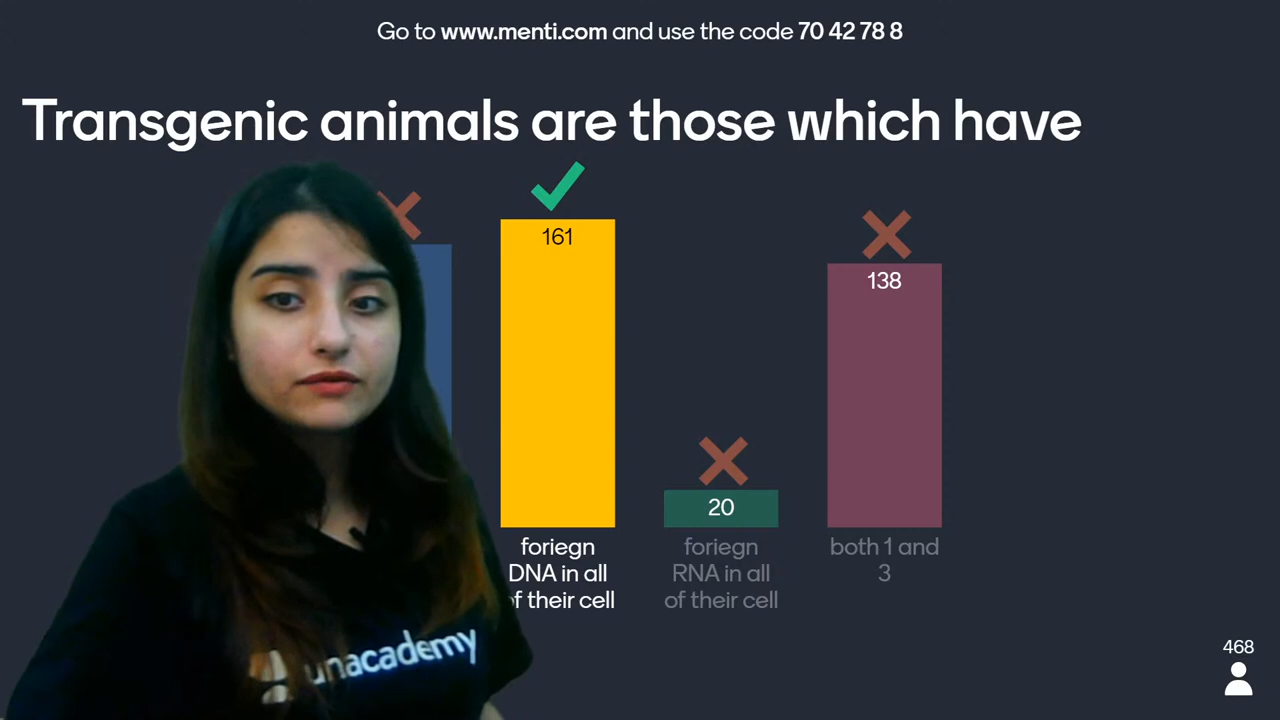 Go to www.menti.com and use the code 70 42 78 8
Transgenic animals are those which have
161
138
20
foriegn
DNA in all
of their cell
foriegn
RNA in all
of their cell
both 1 and
3
unacademy
468